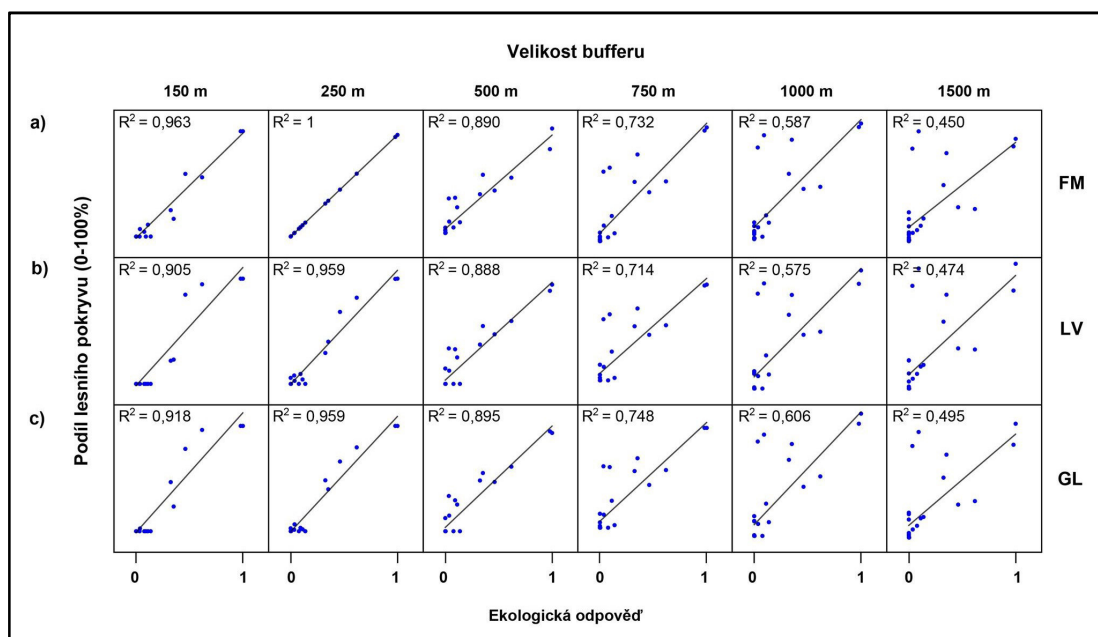 Velikost bufferu
150 m 250 m 500 m 750 m 1000 m 1500 m
a) R² = 0,963 R² = 1 R² = 0,890 R² = 0,732 R² = 0,587 R² = 0,450 FM
b) R² = 0,905 R² = 0,959 R² = 0,888 R² = 0,714 R² = 0,575 R² = 0,474 LV
c) R² = 0,918 R² = 0,959 R² = 0,895 R² = 0,748 R² = 0,606 R² = 0,495 GL
Podíl lesního pokryvu (0-100%)
0 1 0 1 0 1 0 1 0 1 0 1
Ekologická odpověď